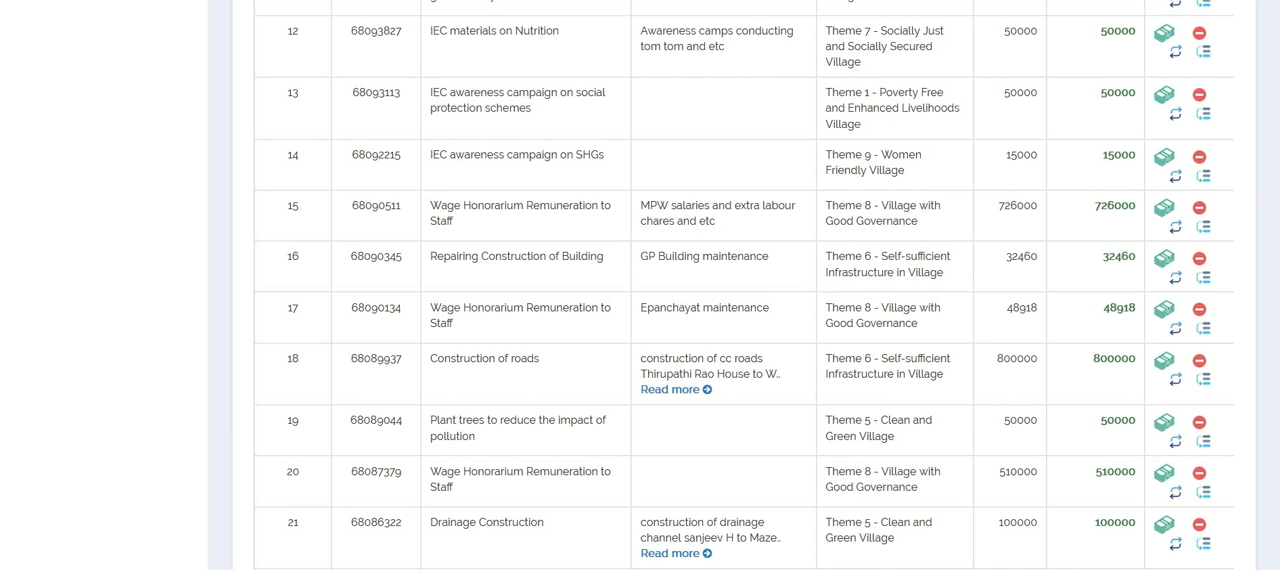 12 68093827 IEC materials on Nutrition Awareness camps conducting Theme 7 - Socially Just 50000 50000
tom tom and etc and Socially Secured
Village
13 68093113 IEC awareness campaign on social Theme 1 - Poverty Free 50000 50000
protection schemes and Enhanced Livelihoods
Village
14 68092215 IEC awareness campaign on SHGs Theme 9 - Women 15000 15000
Friendly Village
15 68090511 Wage Honorarium Remuneration to MPW salaries and extra labour Theme 8 - Village with 726000 726000
Staff chares and etc Good Governance
16 68090345 Repairing Construction of Building GP Building maintenance Theme 6 - Self-sufficient 32460 32460
Infrastructure in Village
17 68090134 Wage Honorarium Remuneration to Epanchayat maintenance Theme 8 - Village with 48918 48918
Staff Good Governance
18 68089937 Construction of roads construction of cc roads Theme 6 - Self-sufficient 800000 800000
Thirupathi Rao House to W.. Infrastructure in Village
Read more
19 68089044 Plant trees to reduce the impact of Theme 5 - Clean and 50000 50000
pollution Green Village
20 68087379 Wage Honorarium Remuneration to Theme 8 - Village with 510000 510000
Staff Good Governance
21 68086322 Drainage Construction construction of drainage Theme 5 - Clean and 100000 100000
channel sanjeev H to Maze.. Green Village
Read more